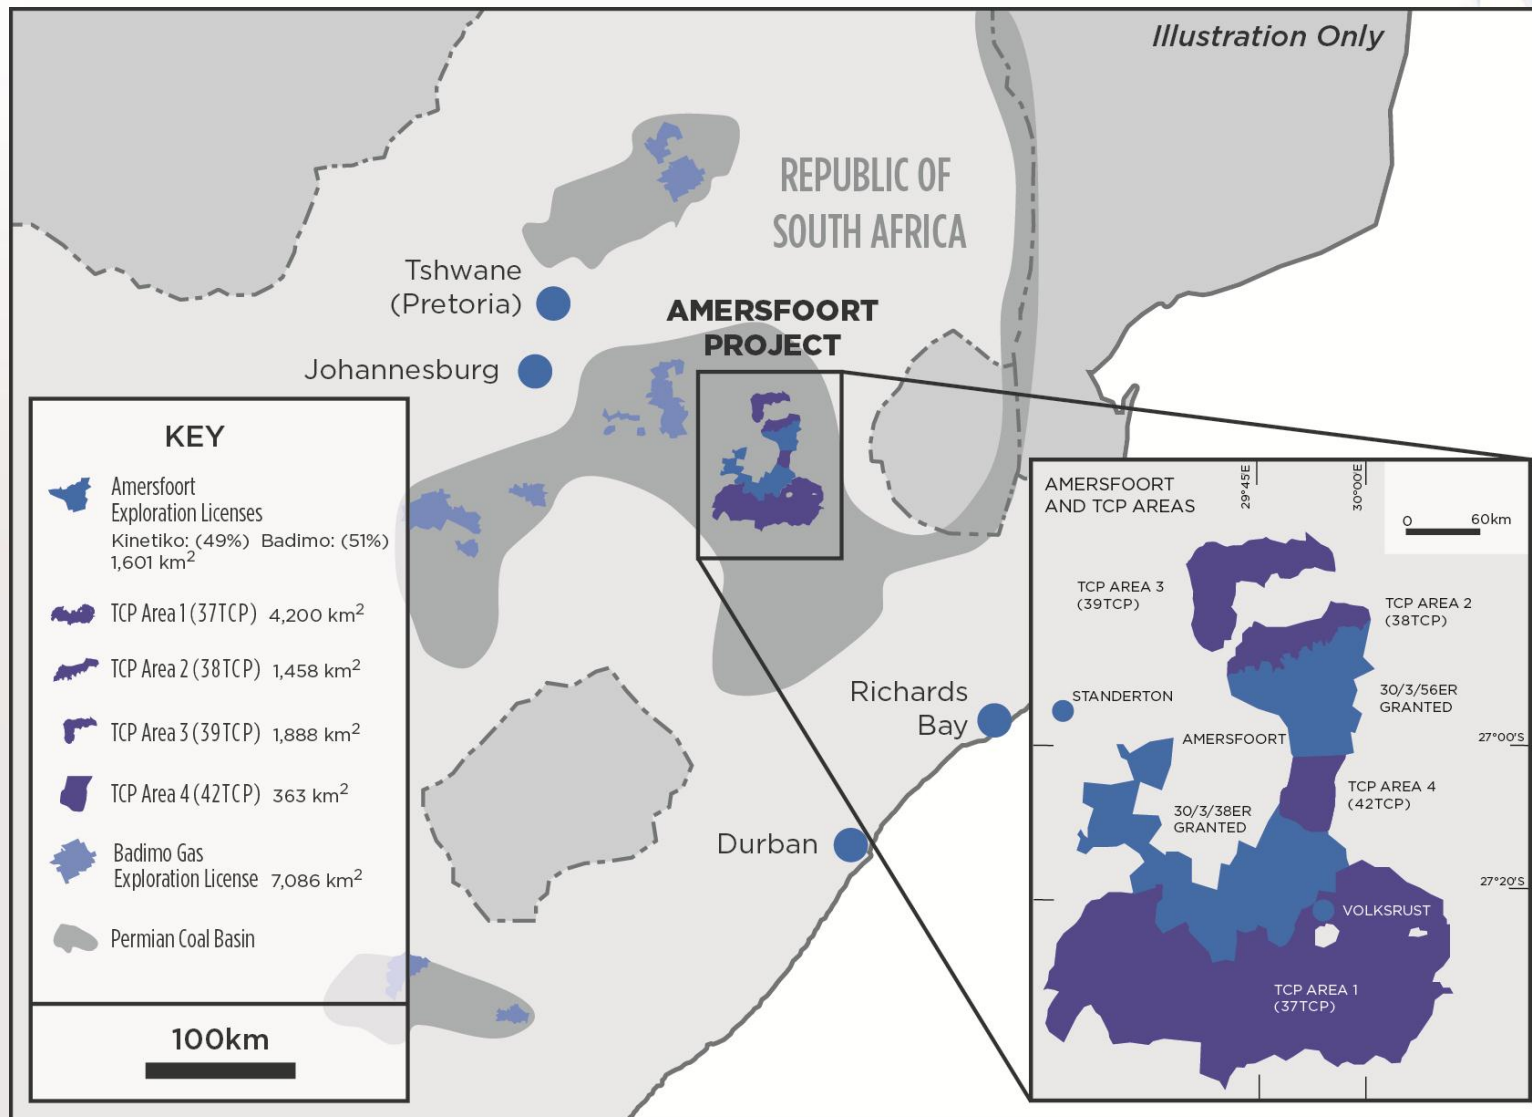 Illustration Only
REPUBLIC OF
SOUTH AFRICA
Tshwane
(Pretoria)
Johannesburg
AMERSFOORT
PROJECT
Richards
Bay
Durban
KEY
Amersfoort
Exploration Licenses
Kinetiko: (49%) Badimo: (51%)
1,601 km²
TCP Area 1 (37TCP) 4,200 km²
TCP Area 2 (38TCP) 1,458 km²
TCP Area 3 (39TCP) 1,888 km²
TCP Area 4 (42TCP) 363 km²
Badimo Gas
Exploration License 7,086 km²
Permian Coal Basin
100km
AMERSFOORT
AND TCP AREAS
29°45'E
30°00'E
0 60km
TCP AREA 3
(39TCP)
TCP AREA 2
(38TCP)
STANDERTON
30/3/56ER
GRANTED
AMERSFOORT
27°00'S
TCP AREA 4
(42TCP)
30/3/38ER
GRANTED
27°20'S
VOLKSRUST
TCP AREA 1
(37TCP)